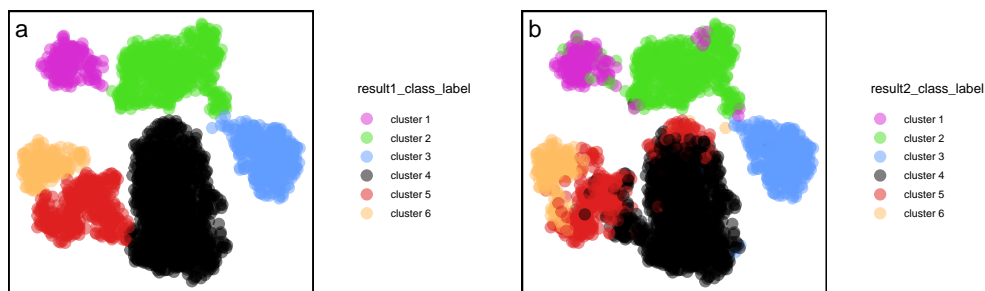 a
result1_class_label
cluster 1
cluster 2
cluster 3
cluster 4
cluster 5
cluster 6
b
result2_class_label
cluster 1
cluster 2
cluster 3
cluster 4
cluster 5
cluster 6